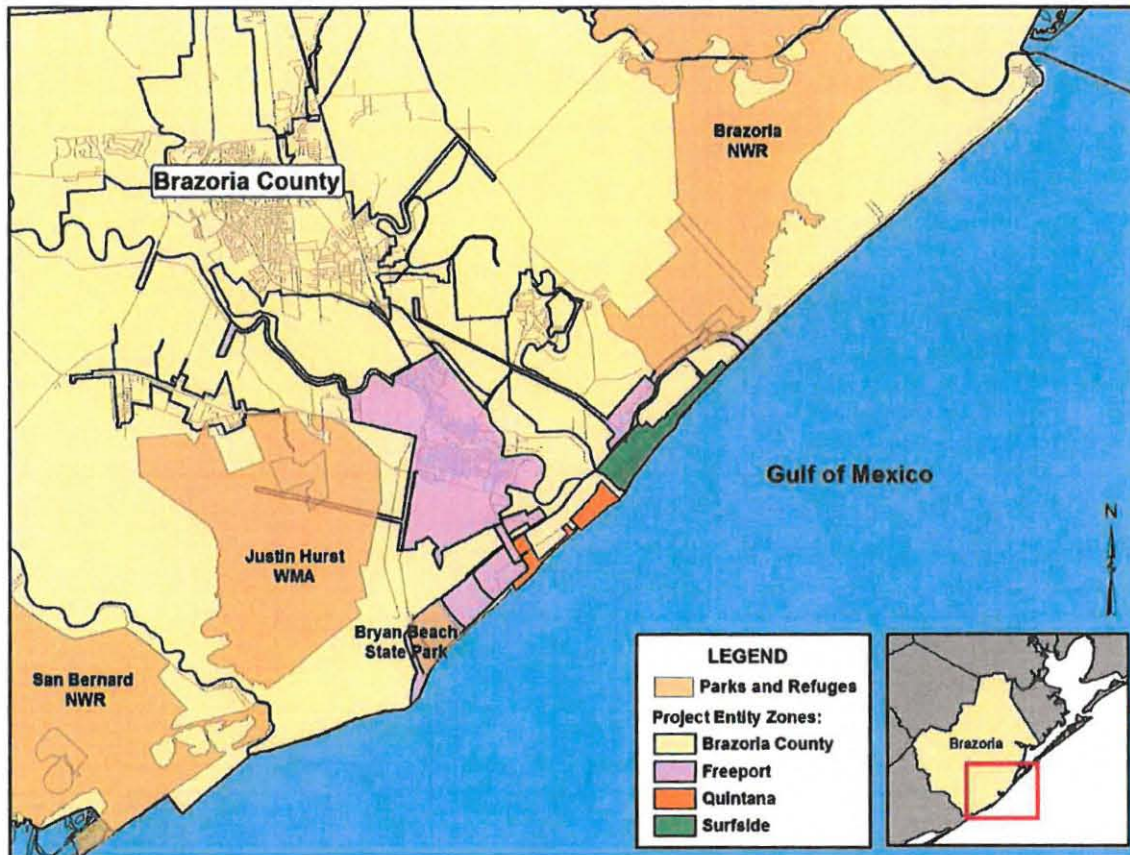 Brazoria
NWR
Brazoria County
Gulf of Mexico
N
Justin Hurst
WMA
Bryan Beach
State Park
San Bernard
NWR
LEGEND
Parks and Refuges
Project Entity Zones:
Brazoria County
Freeport
Quintana
Surfside
Brazoria